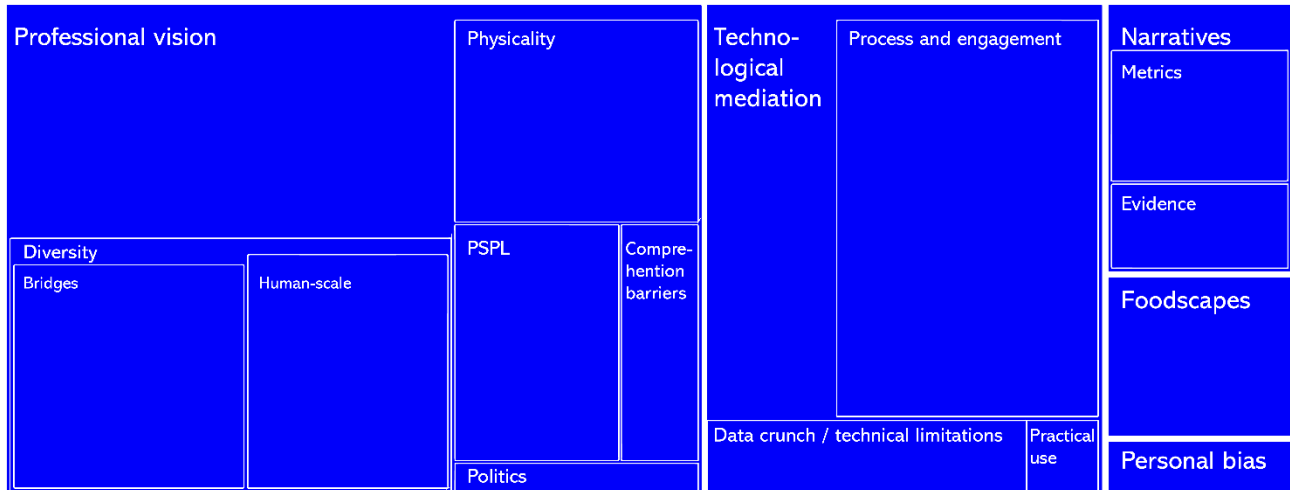 Professional vision
Physicality
Diversity
Bridges
Human-scale
PSPL
Compre-
hention
barriers
Politics
Techno-
logical
mediation
Process and engagement
Data crunch / technical limitations
Practical
use
Narratives
Metrics
Evidence
Foodscapes
Personal bias